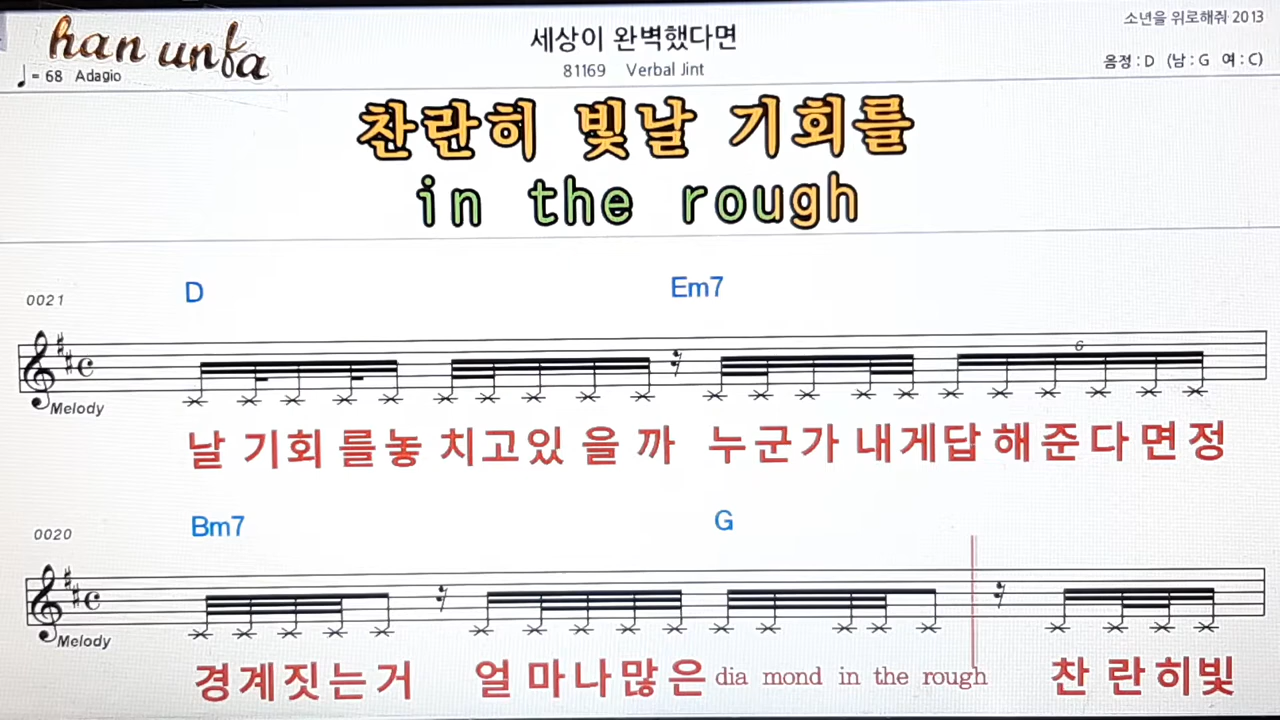 han unfa
♩= 68 Adagio
세상이 완벽했다면
81169 Verbal Jint
소년을 위로해줘 2013
음정 : D (남 : G 여 : C)
찬란히 빛날 기회를
in the rough
0021
D Em7
6
Melody
날 기회 를놓 치고있 을 까 누군가 내게답 해 준 다 면 정
0020
Bm7 G
Melody
경계짓는거 얼 마나많은 dia mond in the rough 찬 란히빛